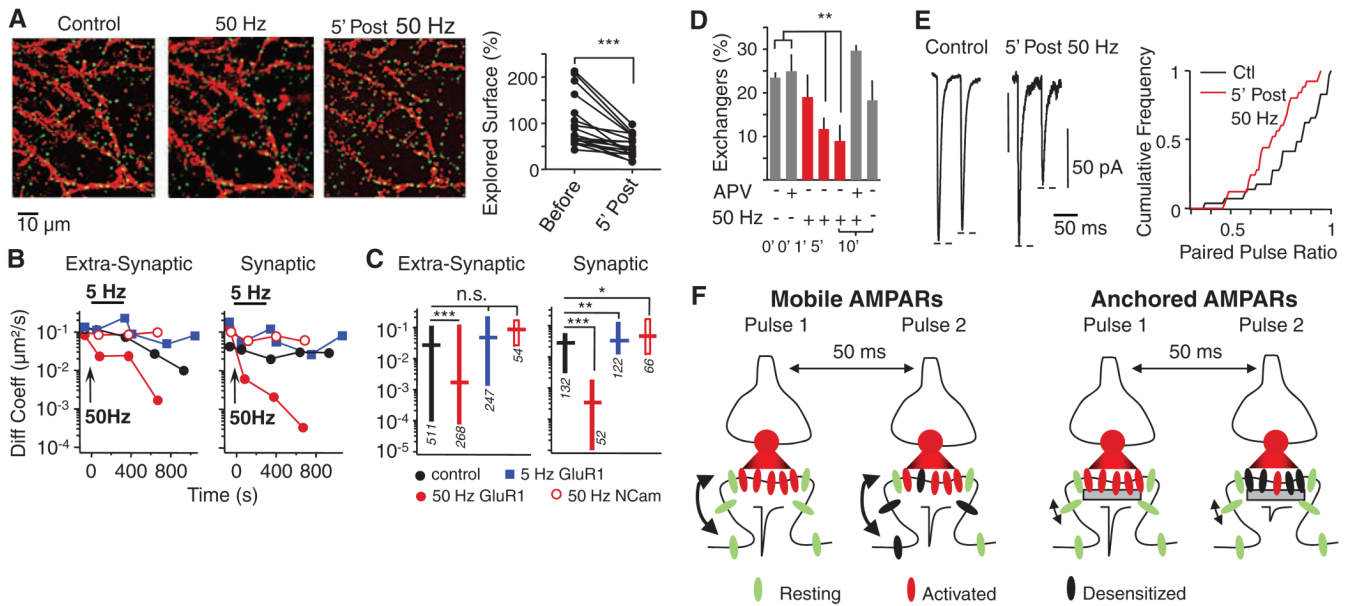 A
Control
50 Hz
5' Post 50 Hz
10 µm
Explored Surface (%)
200
100
0
***
Before
5' Post
B
Extra-Synaptic
Synaptic
5 Hz
5 Hz
Diff Coeff (µm²/s)
10⁻¹
10⁻²
10⁻³
10⁻⁴
50Hz
50Hz
0 400 800
0 400 800
Time (s)
C
Extra-Synaptic
Synaptic
n.s.
***
*
**
***
10⁻¹
10⁻²
10⁻³
10⁻⁴
10⁻⁵
511
268
247
54
132
52
122
66
control
5 Hz GluR1
50 Hz GluR1
50 Hz NCam
D
**
Exchangers (%)
30
20
10
0
APV - + - - - + -
50 Hz - - + + + + -
0' 0' 1' 5' 10'
E
Control
5' Post 50 Hz
50 pA
50 ms
Cumulative Frequency
1
0.5
0
Ctl
5' Post
50 Hz
0.5
1
Paired Pulse Ratio
F
Mobile AMPARs
Anchored AMPARs
Pulse 1
Pulse 2
Pulse 1
Pulse 2
50 ms
50 ms
Resting
Activated
Desensitized